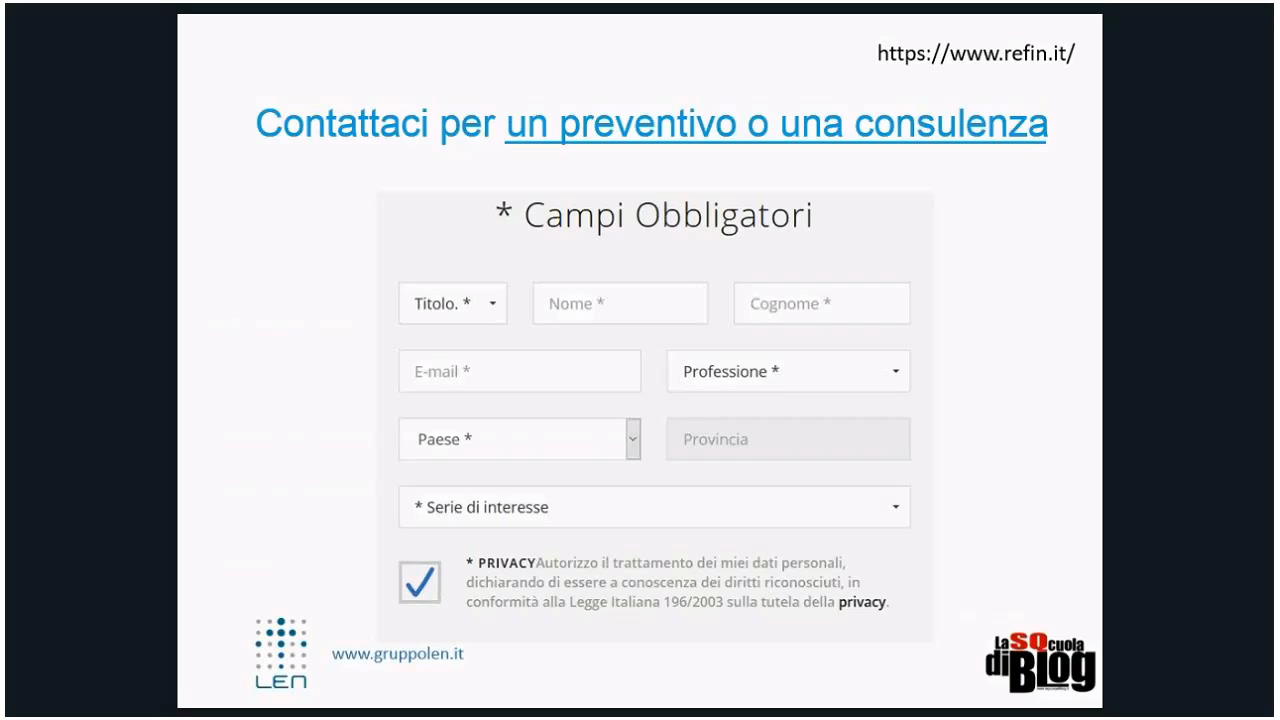 https://www.refin.it/
Contattaci per un preventivo o una consulenza
* Campi Obbligatori
Titolo. * Nome * Cognome *
E-mail * Professione *
Paese * Provincia
* Serie di interesse
* PRIVACYAutorizzo il trattamento dei miei dati personali,
dichiarando di essere a conoscenza dei diritti riconosciuti, in
conformità alla Legge Italiana 196/2003 sulla tutela della privacy.
LEN
www.gruppolen.it
La SQcuola
di BLog